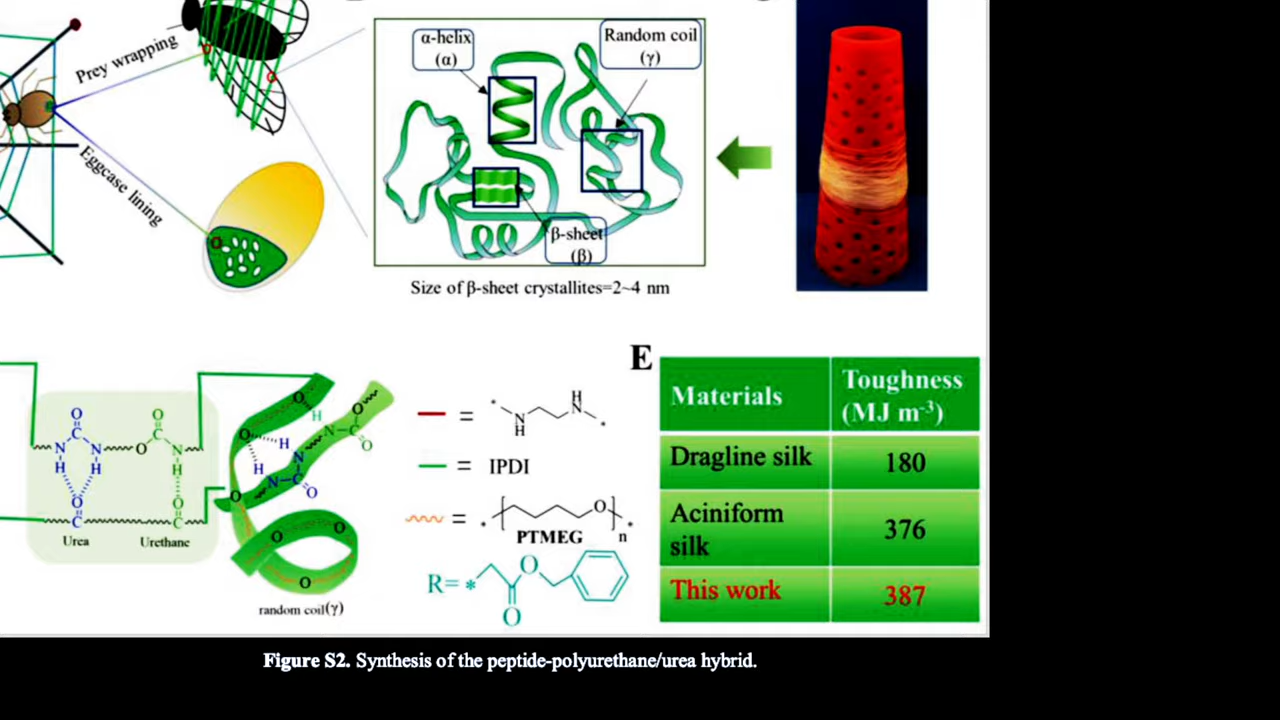 Prey wrapping
Eggcase lining
α-helix
(α)
Random coil
(γ)
β-sheet
(β)
Size of β-sheet crystallites=2~4 nm
O
N
H
N
H
O
O
N
H
O
C
O
C
Urea
Urethane
O
H
O
H
H
O
N
C
O
N
C
N
O
O
O
O
O
random coil(γ)
= * N H H N *
= IPDI
= * O * n
PTMEG
R= * O O
E
Materials
Toughness
(MJ m-3)
Dragline silk
180
Aciniform
silk
376
This work
387
Figure S2. Synthesis of the peptide-polyurethane/urea hybrid.